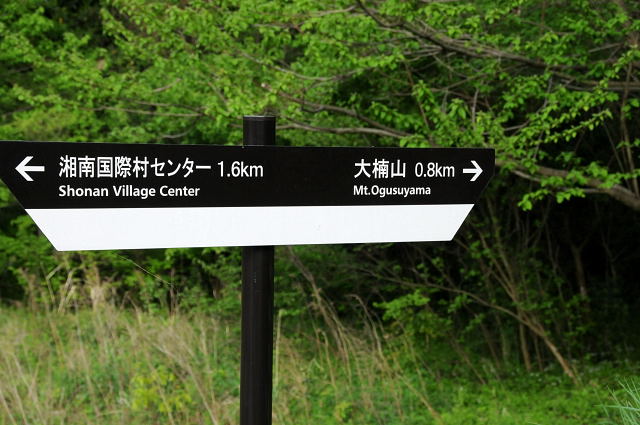 ← 湘南国際村センター 1.6km
Shonan Village Center
大楠山 0.8km →
Mt.Ogusuyama